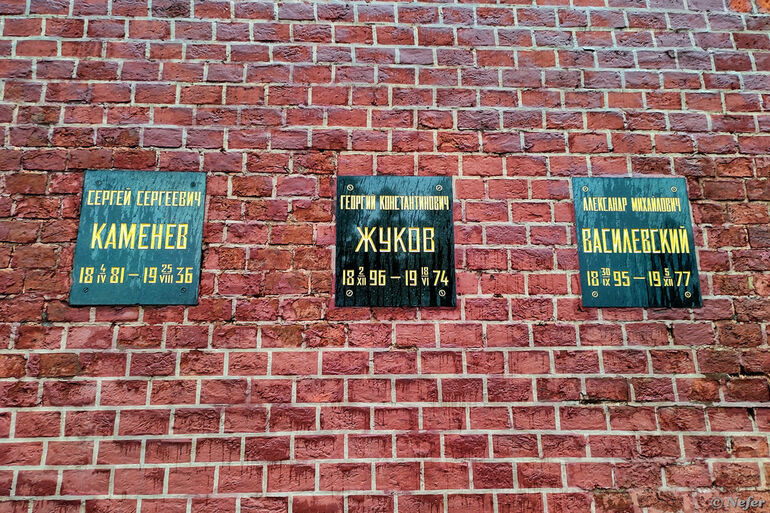 СЕРГЕЙ СЕРГЕЕВИЧ
КАМЕНЕВ
18 4/IV 81 – 19 25/VIII 36
ГЕОРГИЙ КОНСТАНТИНОВИЧ
ЖУКОВ
18 2/XII 96 – 19 18/VI 74
АЛЕКСАНДР МИХАЙЛОВИЧ
ВАСИЛЕВСКИЙ
18 30/IX 95 – 19 5/XII 77
© Nefer